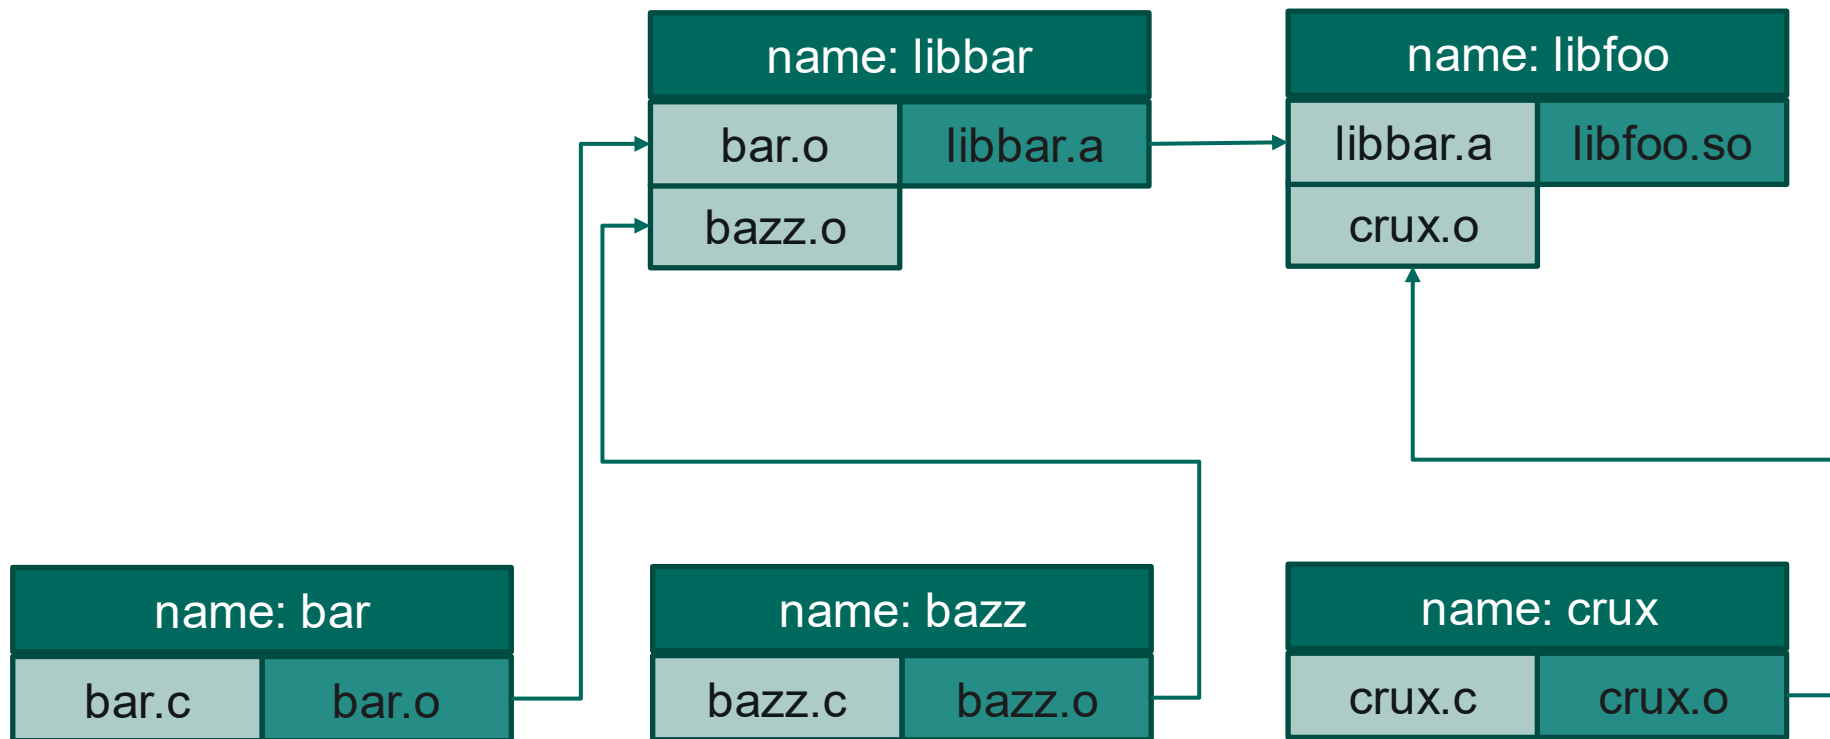 name: libbar
bar.o libbar.a
bazz.o
name: libfoo
libbar.a libfoo.so
crux.o
name: bar
bar.c bar.o
name: bazz
bazz.c bazz.o
name: crux
crux.c crux.o